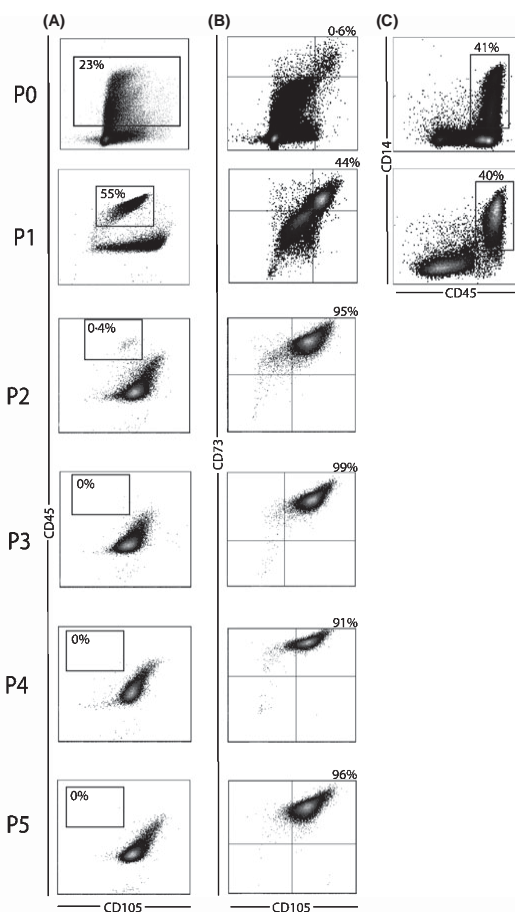 (A) (B) (C)
P0 23% 0·6% 41%
CD14
P1 55% 44% 40%
CD45
P2 0·4% 95%
CD73
CD45
P3 0% 99%
P4 0% 91%
P5 0% 96%
CD105 CD105